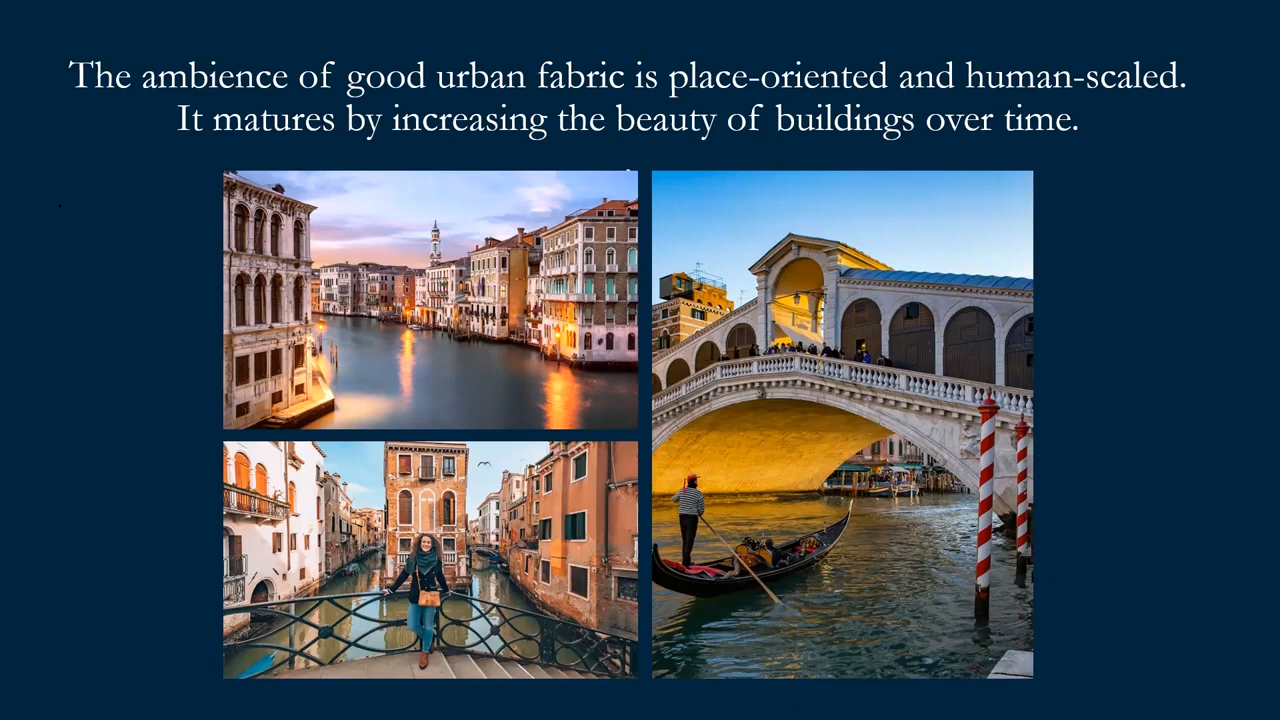 The ambience of good urban fabric is place-oriented and human-scaled.
It matures by increasing the beauty of buildings over time.